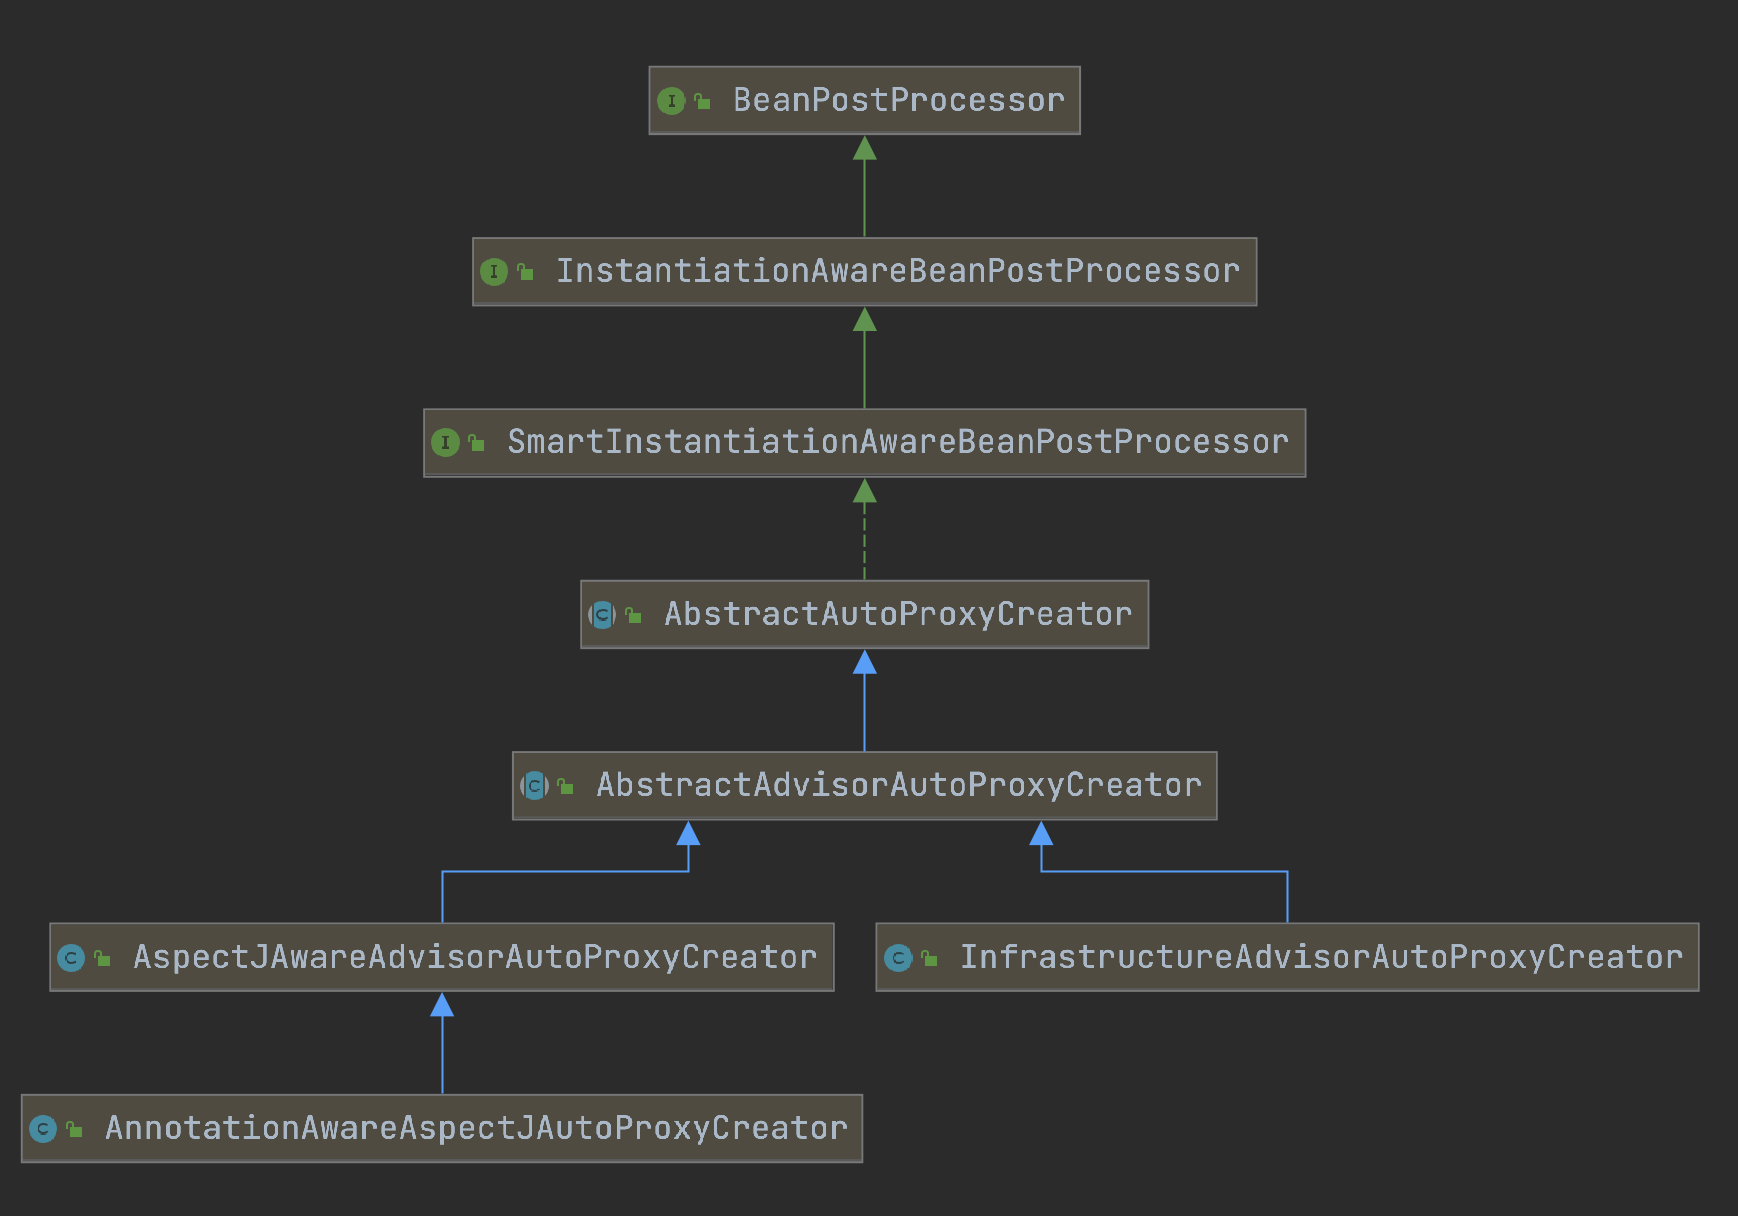 BeanPostProcessor
InstantiationAwareBeanPostProcessor
SmartInstantiationAwareBeanPostProcessor
AbstractAutoProxyCreator
AbstractAdvisorAutoProxyCreator
AspectJAwareAdvisorAutoProxyCreator
InfrastructureAdvisorAutoProxyCreator
AnnotationAwareAspectJAutoProxyCreator